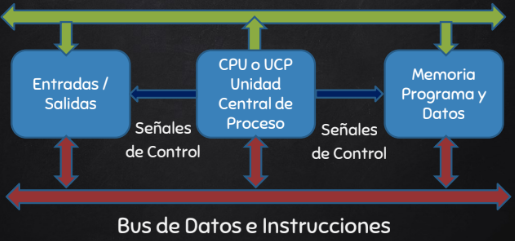 Entradas /
Salidas
CPU o UCP
Unidad
Central de
Proceso
Memoria
Programa y
Datos
Señales
de Control
Señales
de Control
Bus de Datos e Instrucciones